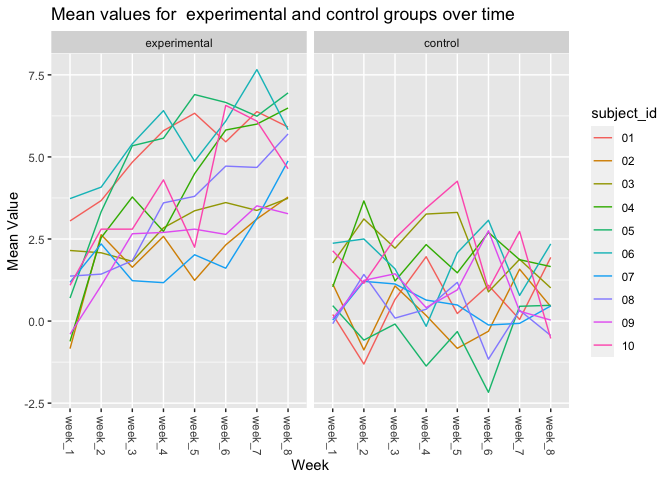 Mean values for  experimental and control groups over time
experimental
control
7.5
5.0
2.5
0.0
-2.5
Mean Value
week_1
week_2
week_3
week_4
week_5
week_6
week_7
week_8
week_1
week_2
week_3
week_4
week_5
week_6
week_7
week_8
Week
subject_id
01
02
03
04
05
06
07
08
09
10